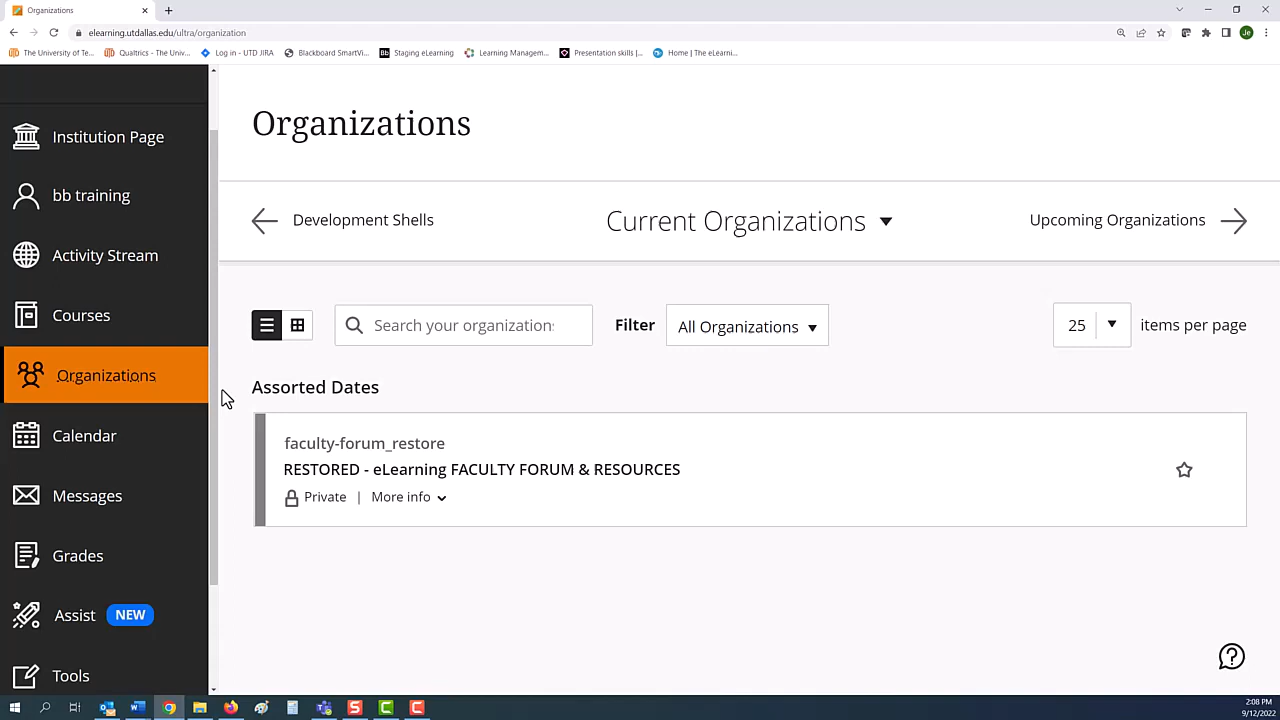 Organizations
elearning.utdallas.edu/ultra/organization
Je
The University of Te...
Qualtrics - The Univ...
Log in - UTD JIRA
Blackboard SmartVi...
Bb Staging eLearning
Learning Managem...
Presentation skills |...
Home | The eLearni...
Institution Page
bb training
Activity Stream
Courses
Organizations
Calendar
Messages
Grades
Assist NEW
Tools
Organizations
Development Shells
Current Organizations
Upcoming Organizations
Search your organization:
Filter
All Organizations
25
items per page
Assorted Dates
faculty-forum_restore
RESTORED - eLearning FACULTY FORUM & RESOURCES
Private | More info
2:08 PM
9/12/2022